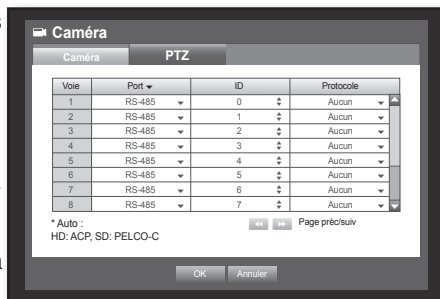 Caméra
Caméra PTZ
Voie Port ID Protocole
1 RS-485 0 Aucun
2 RS-485 1 Aucun
3 RS-485 2 Aucun
4 RS-485 3 Aucun
5 RS-485 4 Aucun
6 RS-485 5 Aucun
7 RS-485 6 Aucun
8 RS-485 7 Aucun
* Auto : Page préc/suiv
HD: ACP, SD: PELCO-C
OK Annuler